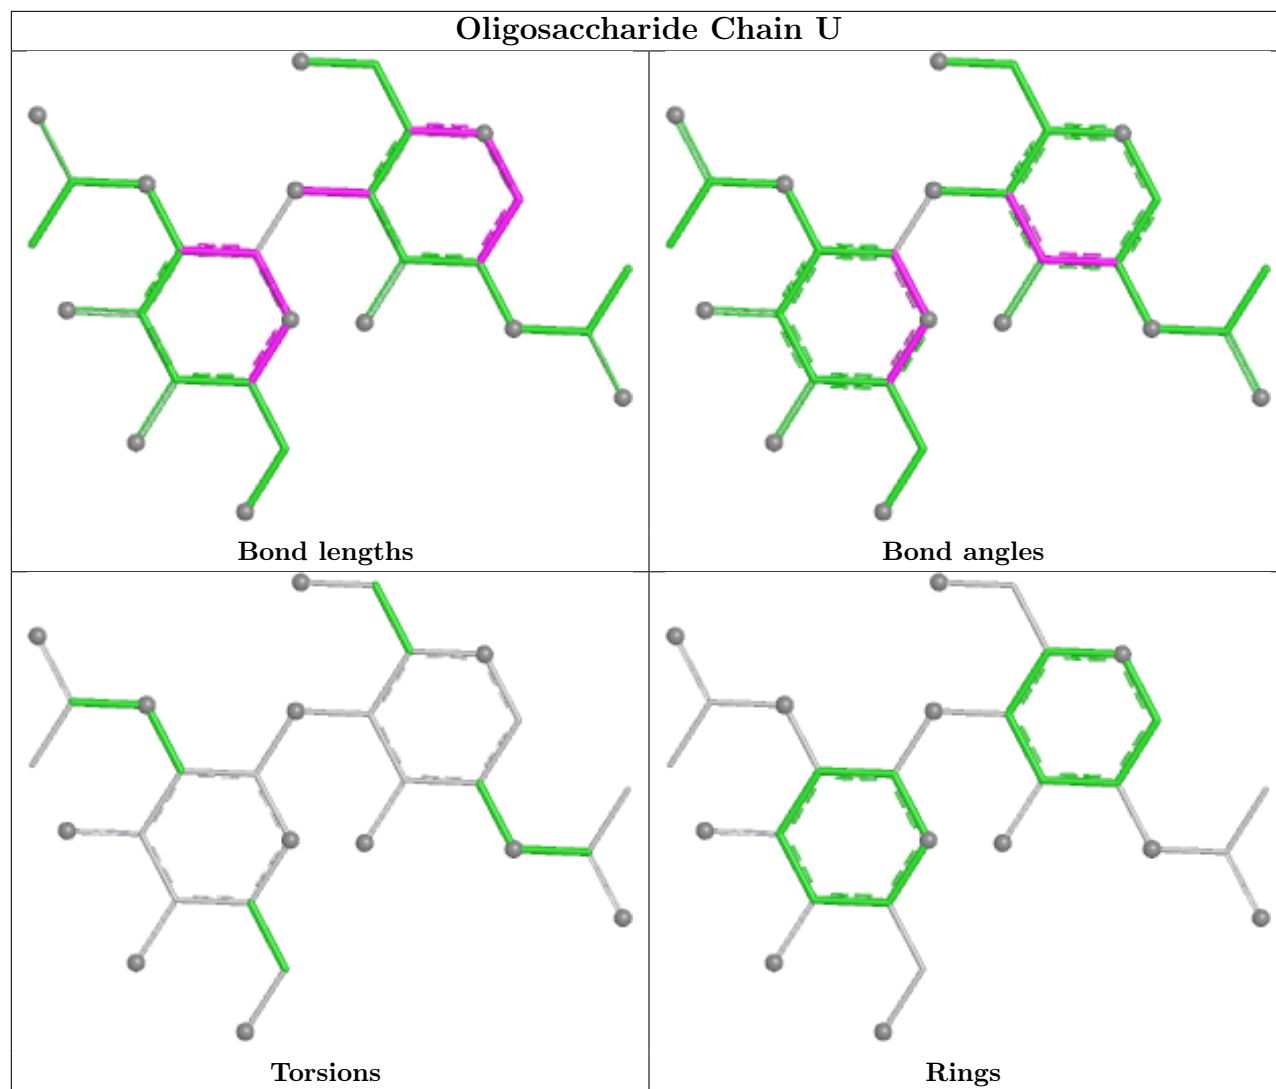 Oligosaccharide Chain U
Bond lengths
Bond angles
Torsions
Rings